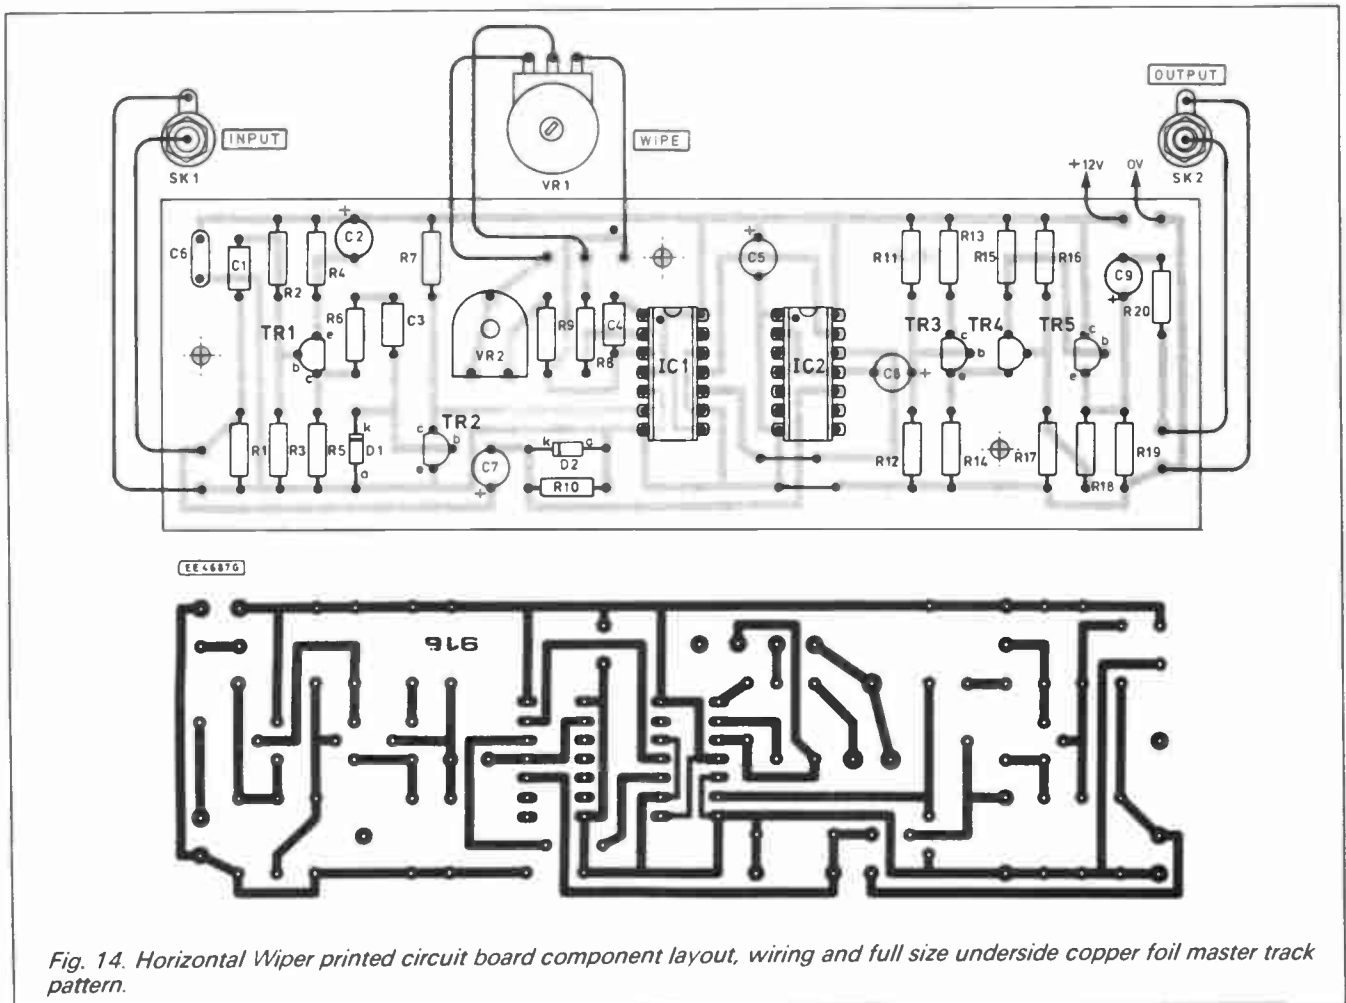 OUTPUT
INPUT
WIPE
SK1
VR1
+12V
0V
SK2
+
C6
C1
R2
R4
C2
R7
+
C5
R11
R13
R15
R16
C9
+
R20
TR1
e
b
c
R6
C3
VR2
R9
R8
C4
IC1
IC2
C8
+
TR3
c
b
e
TR4
TR5
c
b
e
R1
R3
R5
k
D1
a
TR2
c
b
e
C7
+
k
a
D2
R10
R12
R14
R17
R18
R19
EE4687G
916
Fig. 14. Horizontal Wiper printed circuit board component layout, wiring and full size underside copper foil master track
pattern.